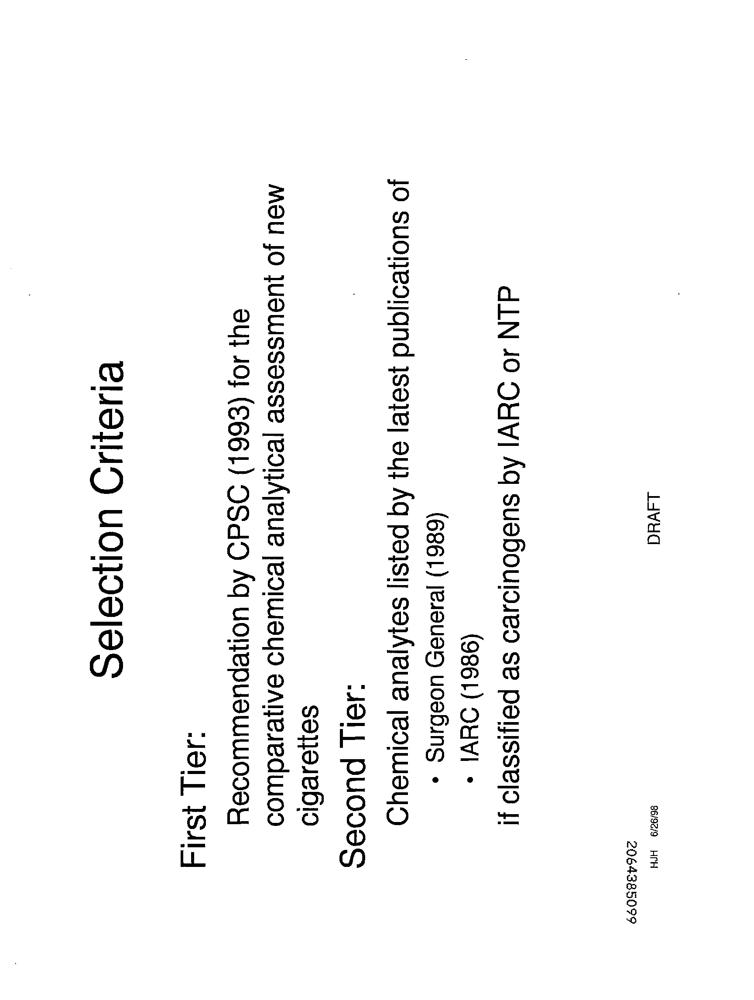 Selection Criteria
First Tier:
Recommendation by CPSC (1993) for the
comparative chemical analytical assessment of new
cigarettes
Second Tier:
Chemical analytes listed by the latest publications of
• Surgeon General (1989)
• IARC (1986)
if classified as carcinogens by IARC or NTP
2064385099
HJH 6/26/98
DRAFT